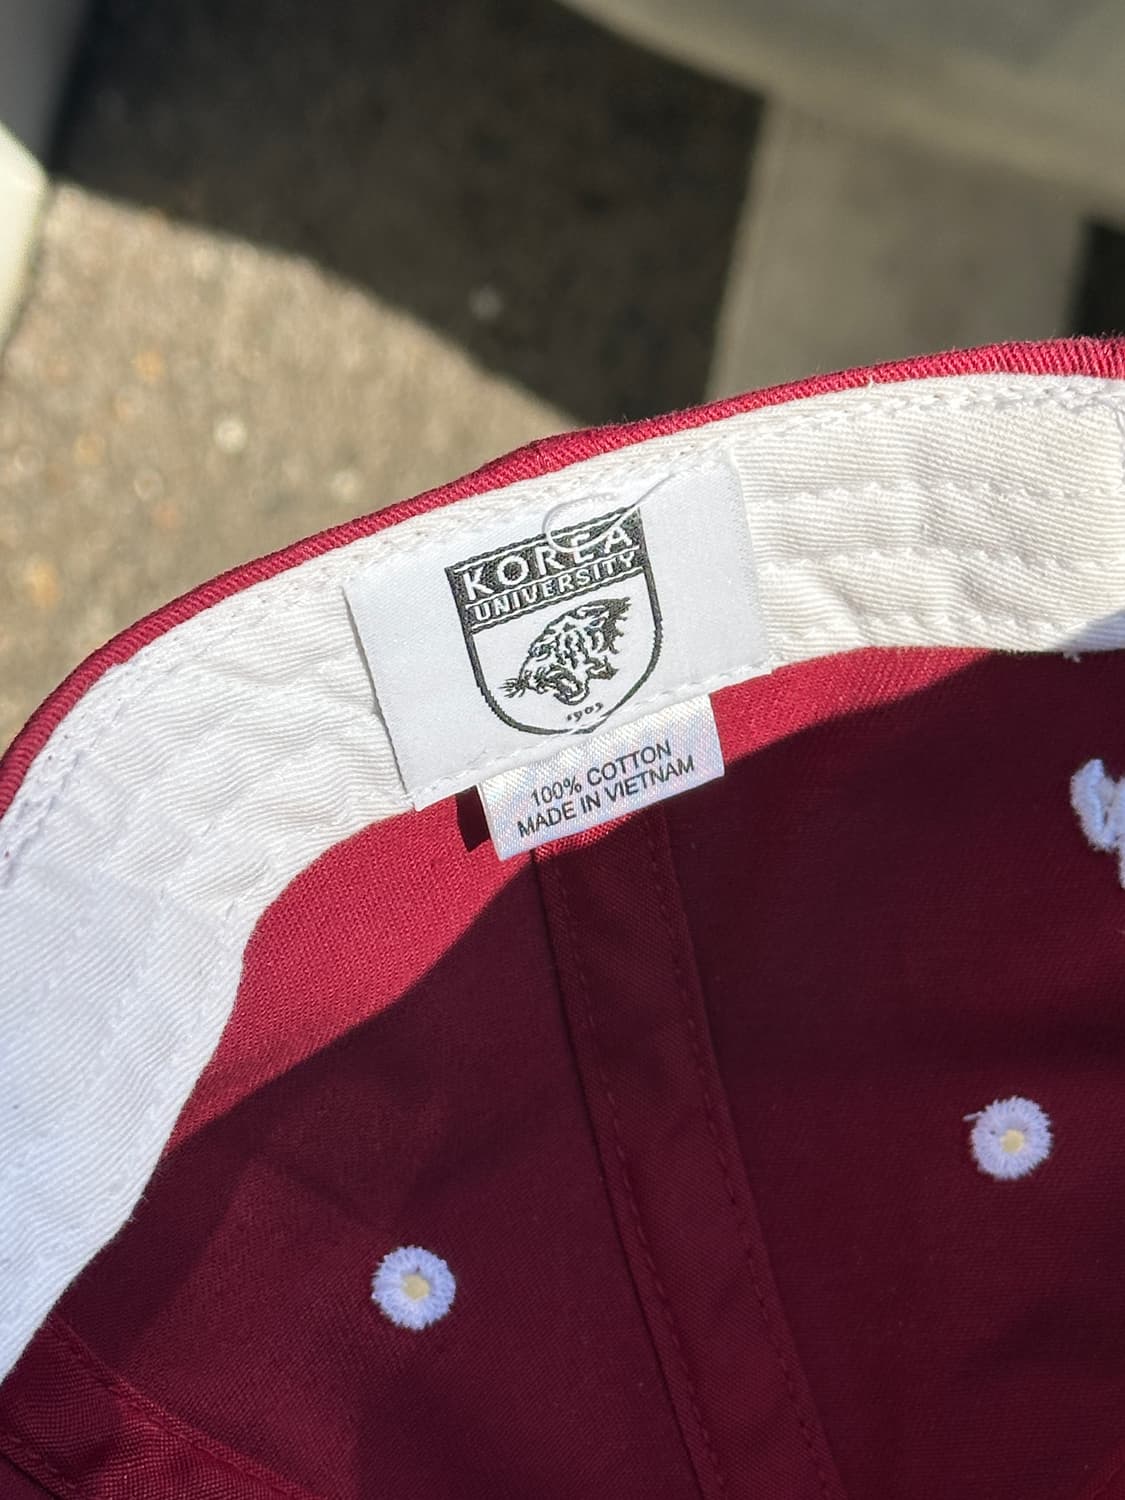 KOREA
UNIVERSITY
1905
100% COTTON
MADE IN VIETNAM